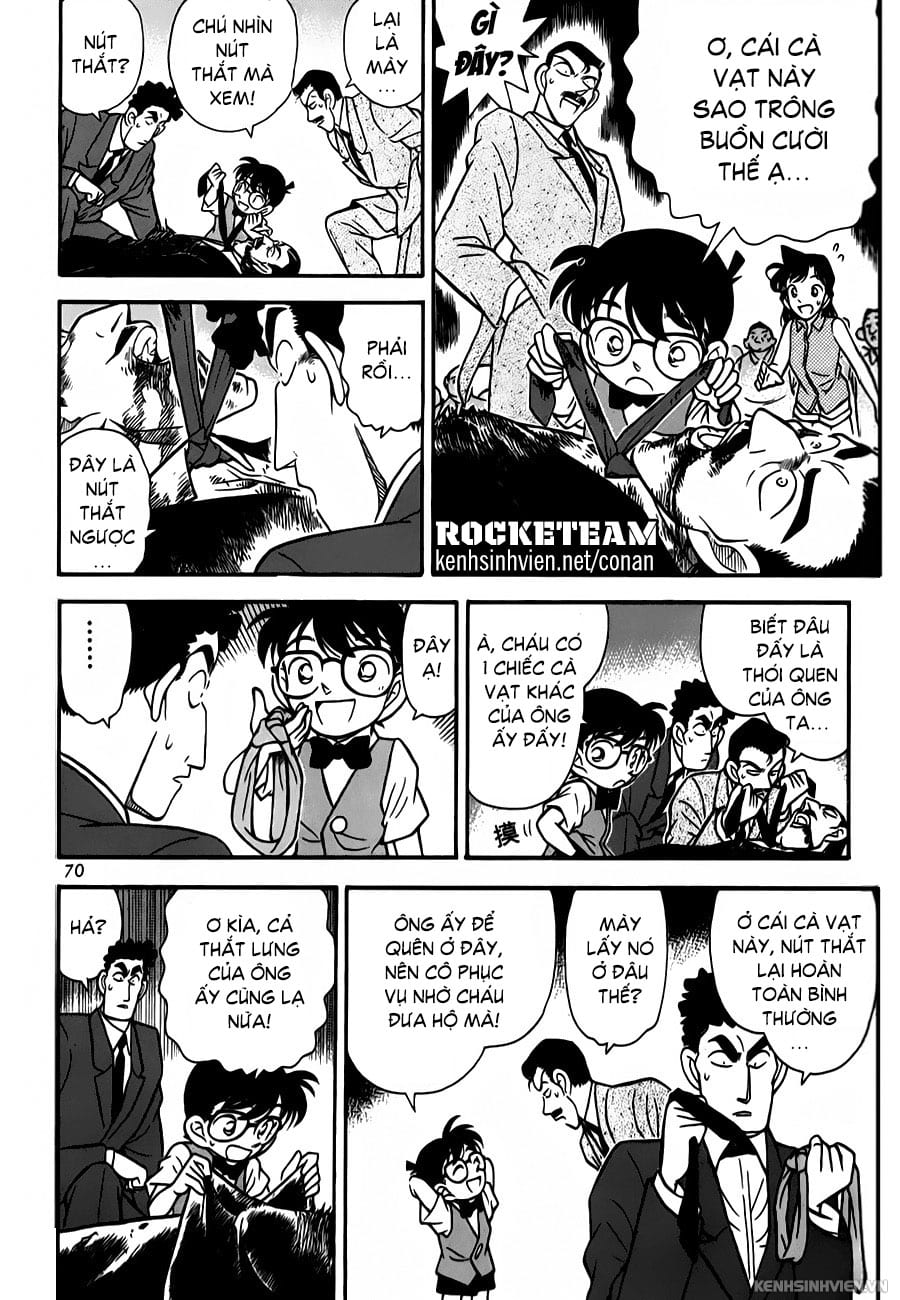 GÌ
ĐÂY?
Ơ, CÁI CÀ
VẠT NÀY
SAO TRÔNG
BUỒN CƯỜI
THẾ Ạ...
LẠI
LÀ
MÀY
...
CHÚ NHÌN
NÚT
THẮT MÀ
XEM!
NÚT
THẮT?
PHẢI
RỒI...
ĐÂY LÀ
NÚT
THẮT
NGƯỢC
...
ROCKETEAM
kenhsinhvien.net/conan
BIẾT ĐÂU
ĐẤY LÀ
THÓI QUEN
CỦA ÔNG
TA...
À, CHÁU CÓ
1 CHIẾC CÀ
VẠT KHÁC
CỦA ÔNG
ẤY ĐẤY!
摸
ĐÂY
Ạ!
......
70
Ở CÁI CÀ VẠT
NÀY, NÚT THẮT
LẠI HOÀN
TOÀN BÌNH
THƯỜNG
...
MÀY
LẤY NÓ
Ở ĐÂU
THẾ?
ÔNG ẤY ĐỂ
QUÊN Ở ĐÂY,
NÊN CÔ PHỤC
VỤ NHỜ CHÁU
ĐƯA HỘ MÀ!
Ơ KÌA, CẢ
THẮT LƯNG
CỦA ÔNG
ẤY CŨNG LẠ
NỮA!
HẢ?
KENHSINHVIEN.VN